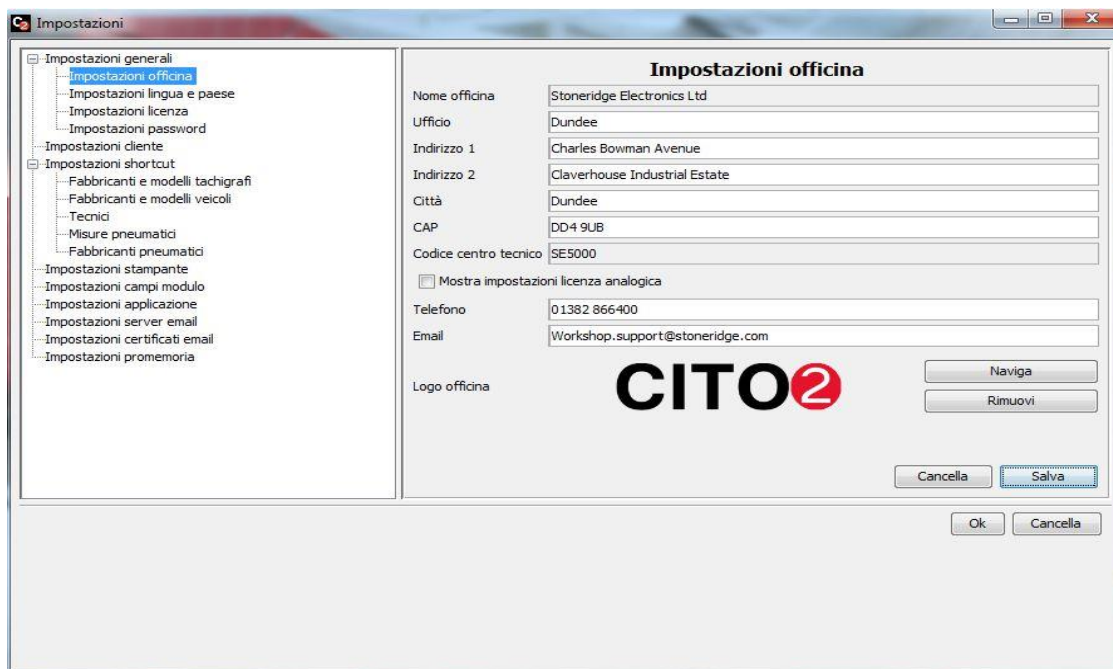 C2 Impostazioni
Impostazioni generali
Impostazioni officina
Impostazioni lingua e paese
Impostazioni licenza
Impostazioni password
Impostazioni cliente
Impostazioni shortcut
Fabbricanti e modelli tachigrafi
Fabbricanti e modelli veicoli
Tecnici
Misure pneumatici
Fabbricanti pneumatici
Impostazioni stampante
Impostazioni campi modulo
Impostazioni applicazione
Impostazioni server email
Impostazioni certificati email
Impostazioni promemoria
Impostazioni officina
Nome officina Stoneridge Electronics Ltd
Ufficio Dundee
Indirizzo 1 Charles Bowman Avenue
Indirizzo 2 Claverhouse Industrial Estate
Città Dundee
CAP DD4 9UB
Codice centro tecnico SE5000
Mostra impostazioni licenza analogica
Telefono 01382 866400
Email Workshop.support@stoneridge.com
Logo officina CITO2
Naviga
Rimuovi
Cancella Salva
Ok Cancella